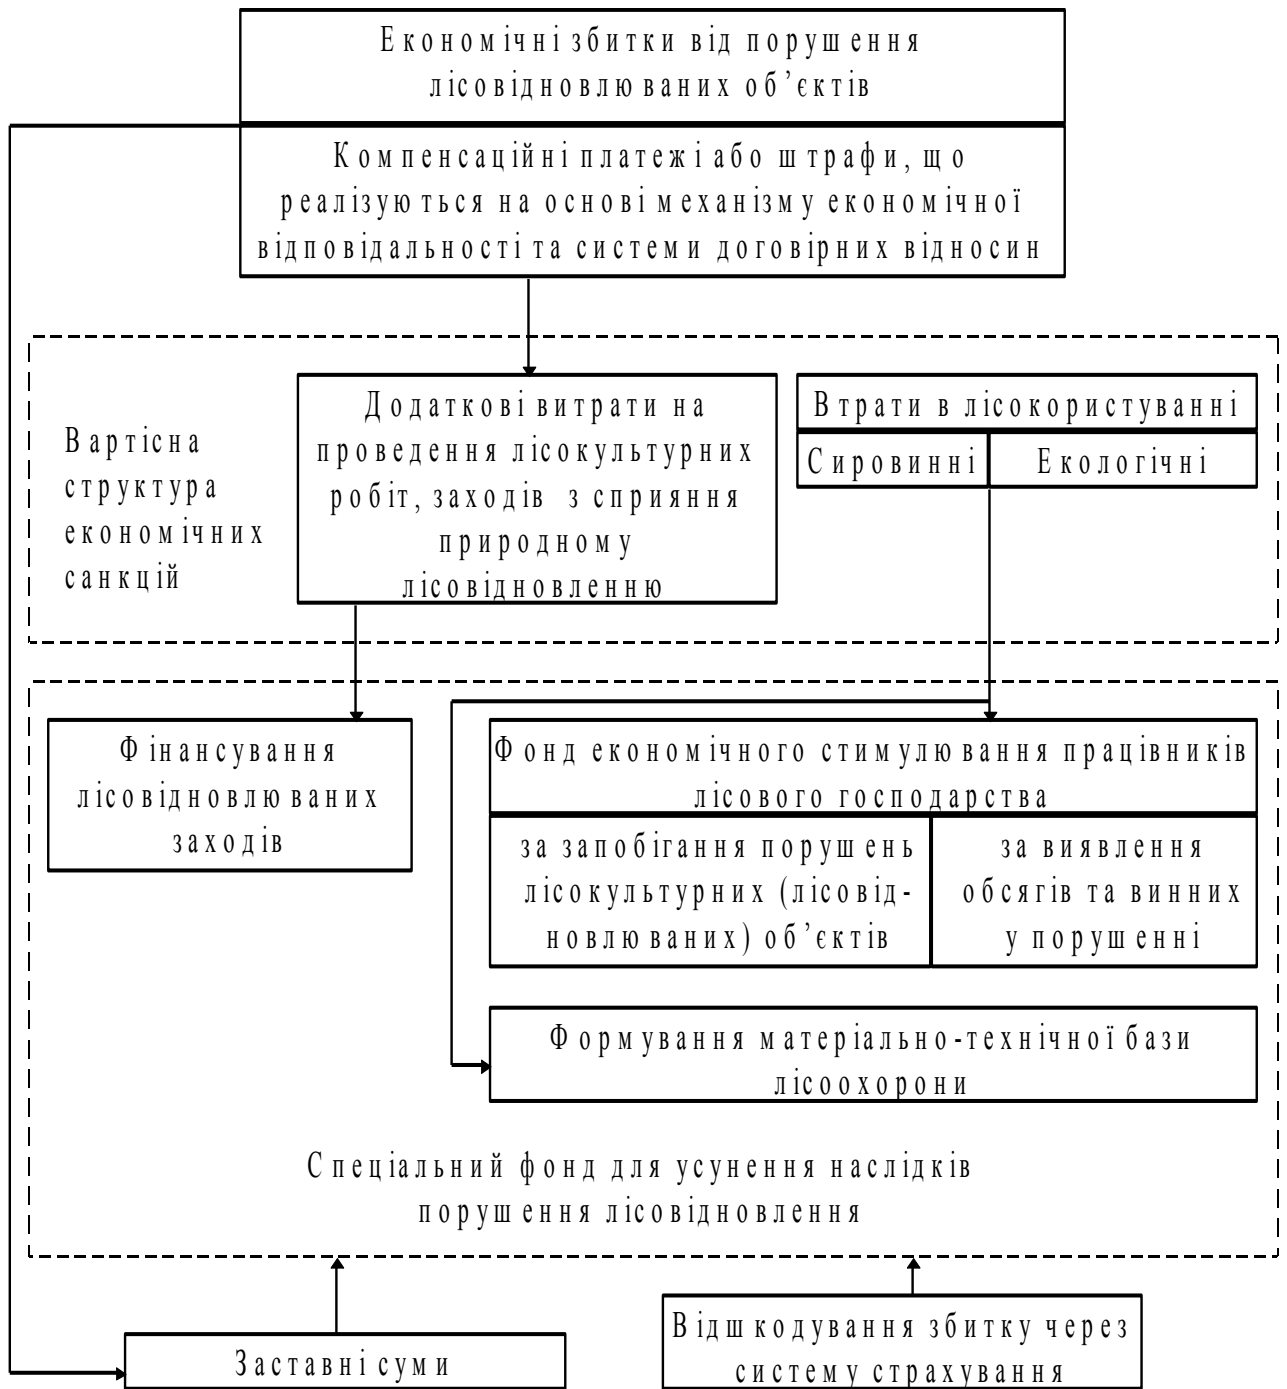 Економічні збитки від порушення
лісовідновлюваних об’єктів
Компенсаційні платежі або штрафи, що
реалізуються на основі механізму економічної
відповідальності та системи договірних відносин
Вартісна
структура
економічних
санкцій
Додаткові витрати на
проведення лісокультурних
робіт, заходів з сприяння
природному
лісовідновленню
Втрати в лісокористуванні
Сировинні
Екологічні
Фінансування
лісовідновлюваних
заходів
Фонд економічного стимулювання працівників
лісового господарства
за запобігання порушень
лісокультурних (лісовід-
новлюваних) об’єктів
за виявлення
обсягів та винних
у порушенні
Формування матеріально-технічної бази
лісоохорони
Спеціальний фонд для усунення наслідків
порушення лісовідновлення
Заставні суми
Відшкодування збитку через
систему страхування